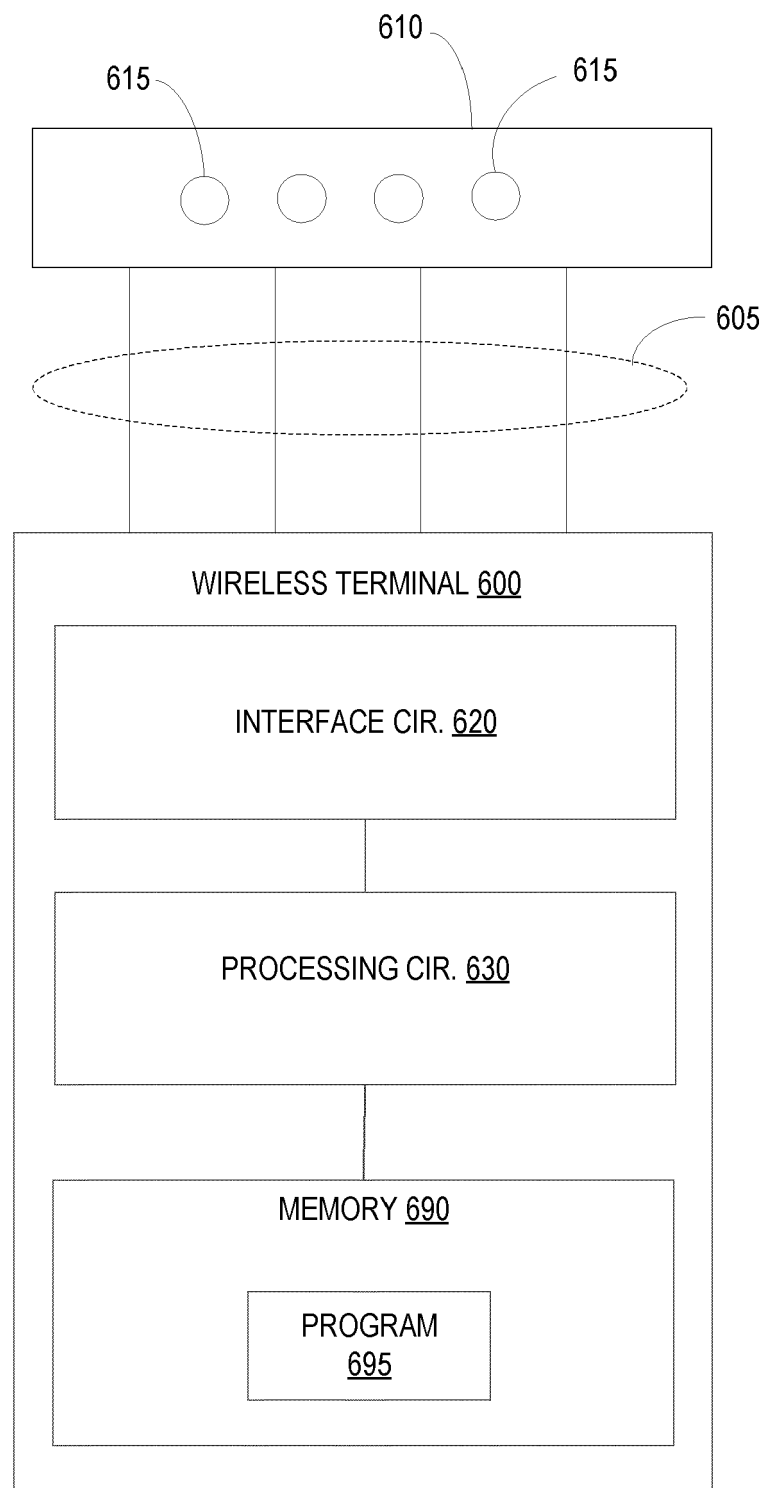 610
615
615
605
WIRELESS TERMINAL 600
INTERFACE CIR. 620
PROCESSING CIR. 630
MEMORY 690
PROGRAM
695